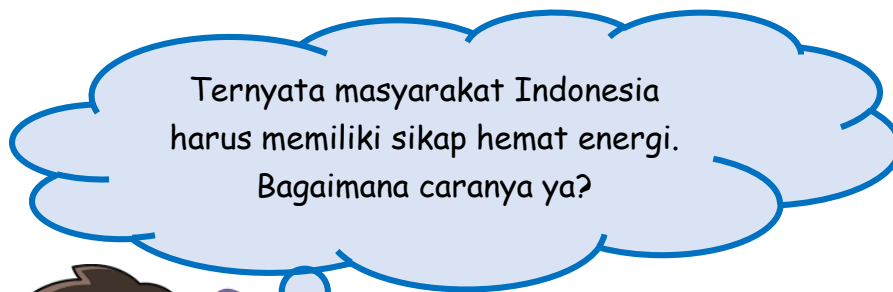 Ternyata masyarakat Indonesia
harus memiliki sikap hemat energi.
Bagaimana caranya ya?